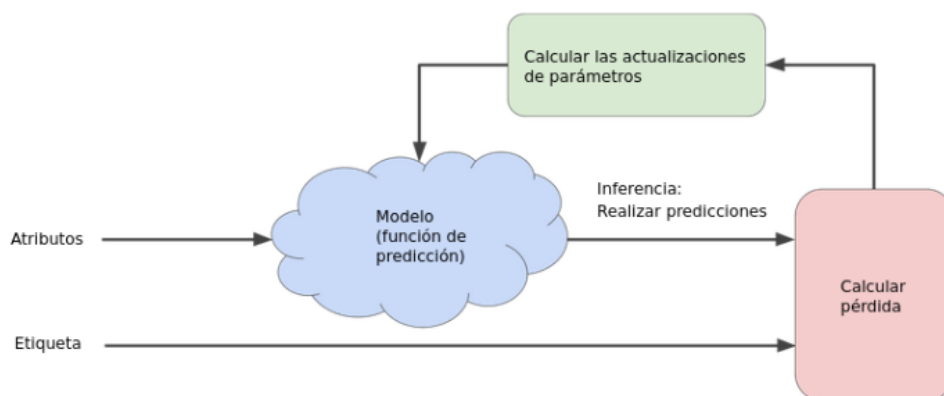 Calcular las actualizaciones
de parámetros
Inferencia:
Realizar predicciones
Modelo
(función de
predicción)
Atributos
Calcular
pérdida
Etiqueta